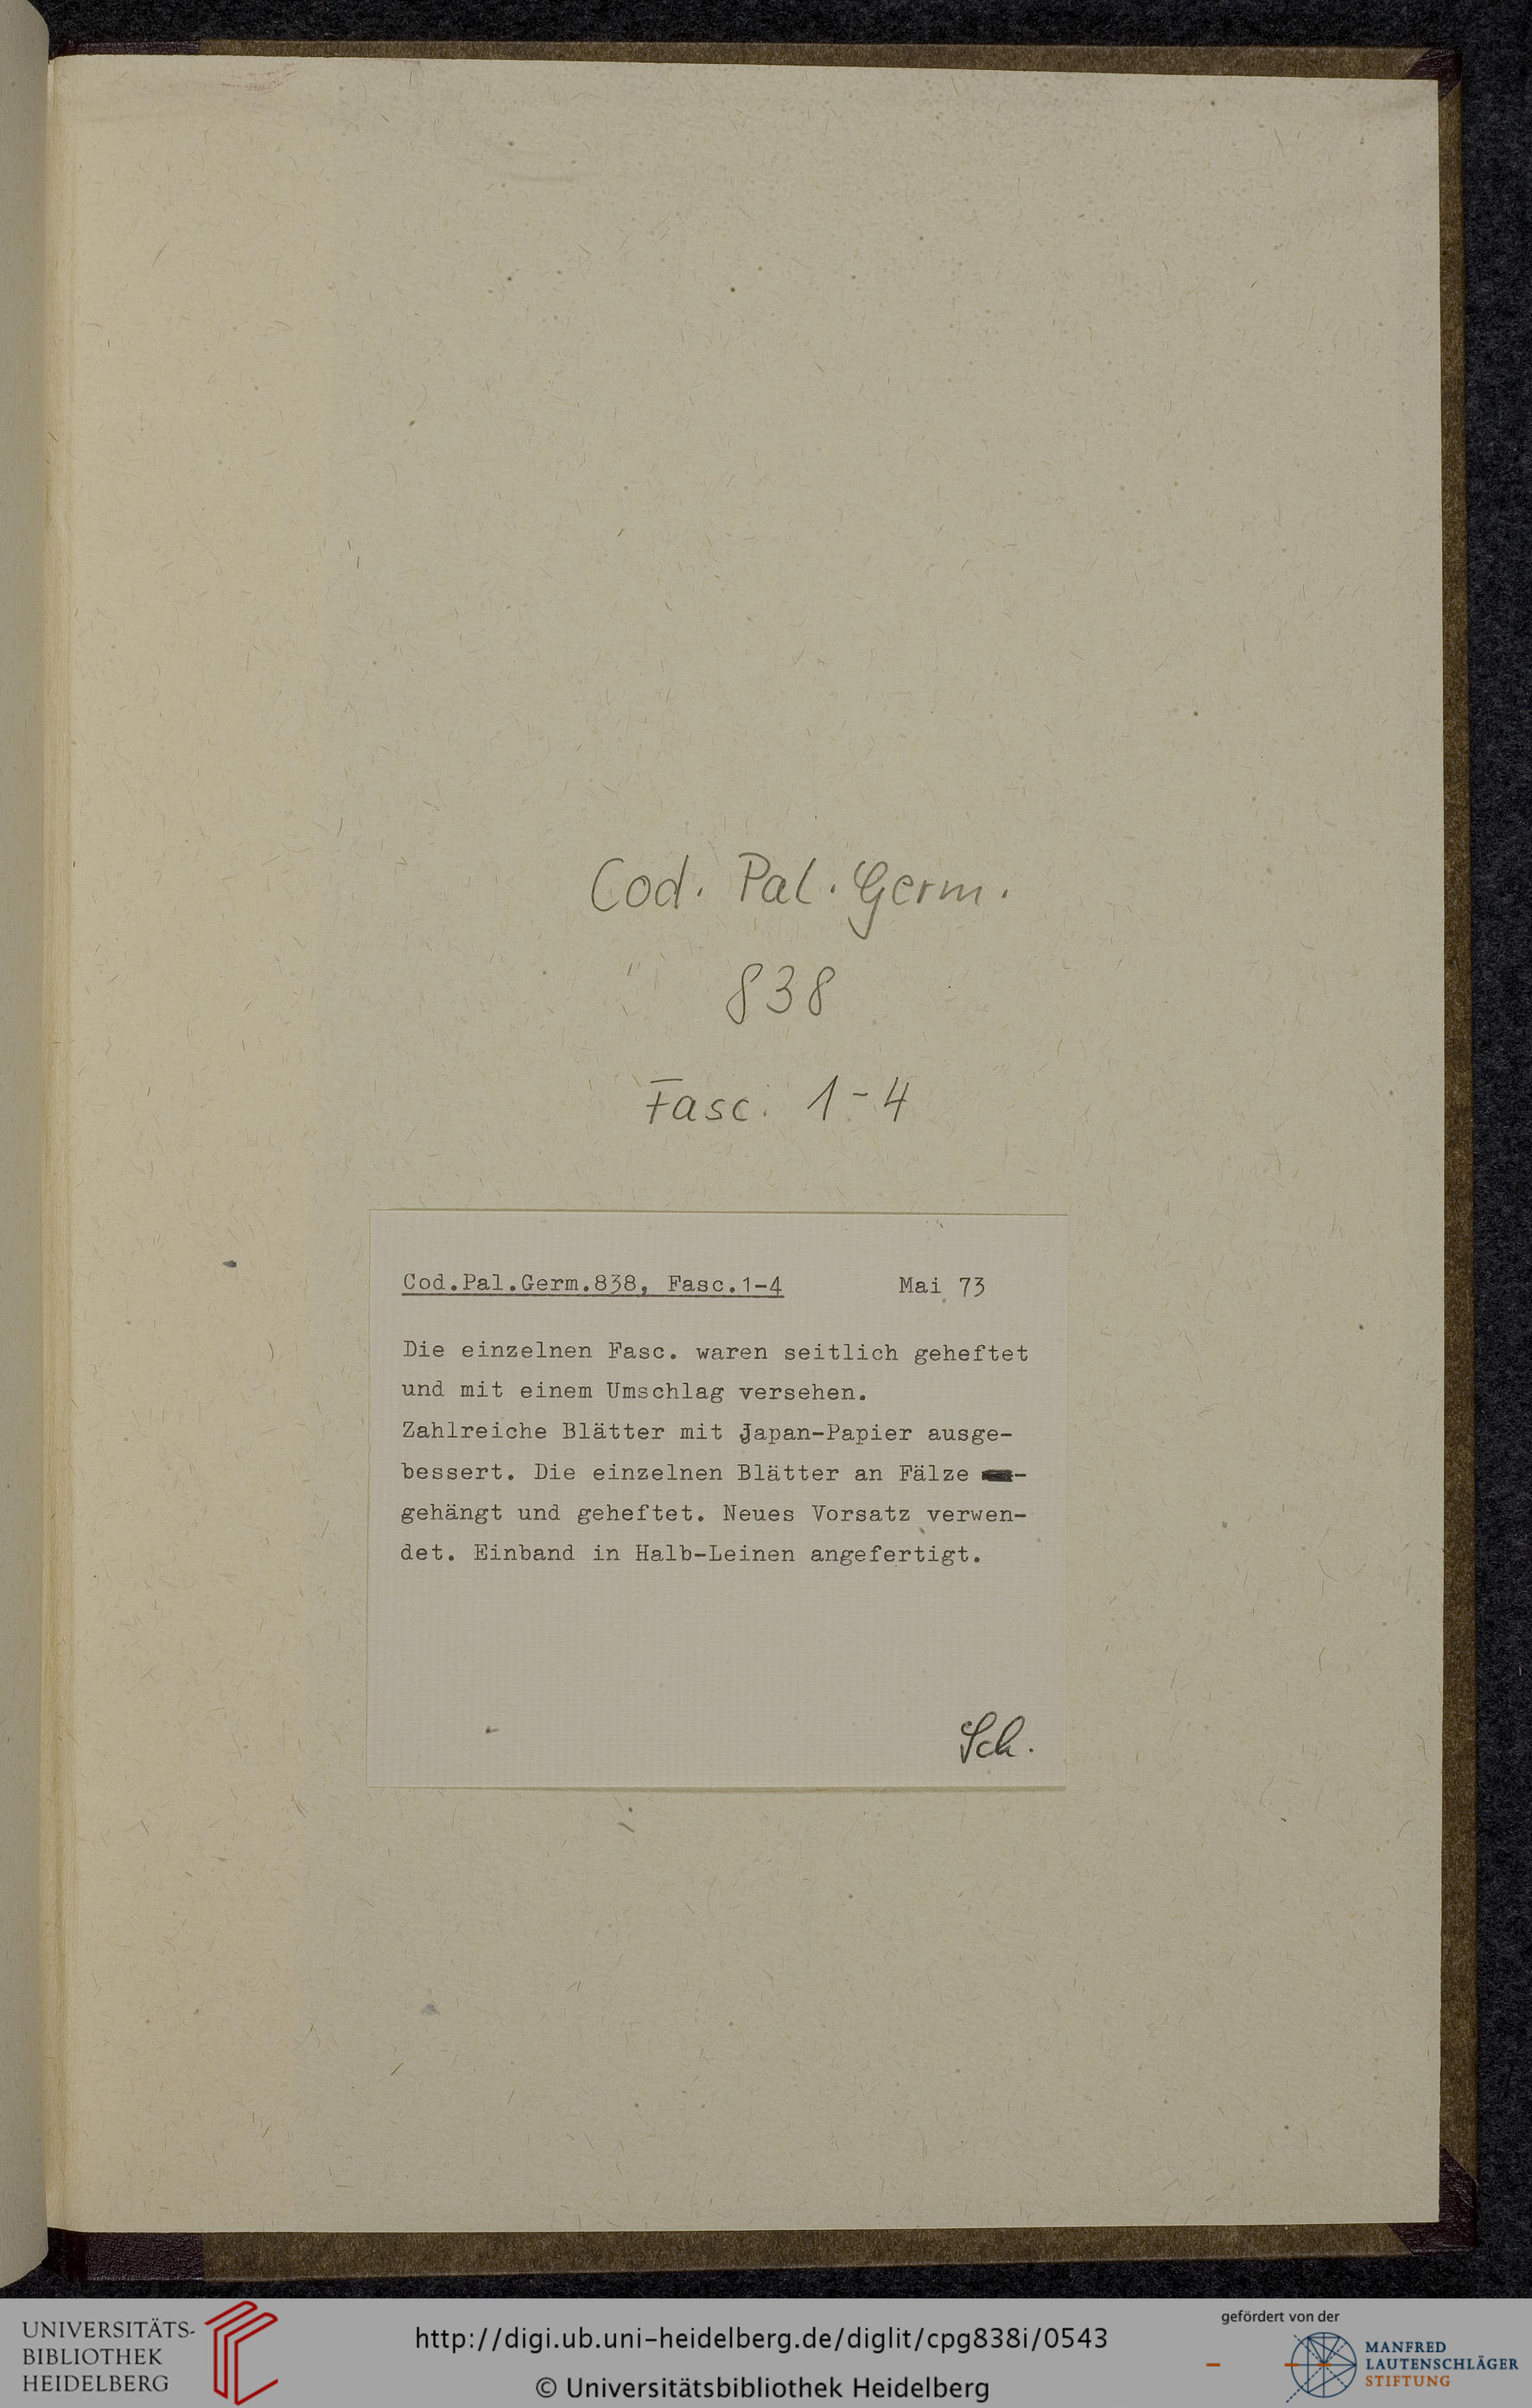 Cod. Pal. Germ.
838
Fasc. 1-4
Cod.Pal.Germ.838, Fasc.1-4 Mai 73
Die einzelnen Fasc. waren seitlich geheftet
und mit einem Umschlag versehen.
Zahlreiche Blätter mit Japan-Papier ausge-
bessert. Die einzelnen Blätter an Fälze -
gehängt und geheftet. Neues Vorsatz verwen-
det. Einband in Halb-Leinen angefertigt.
Sch.
UNIVERSITÄTS-
BIBLIOTHEK
HEIDELBERG
http://digi.ub.uni-heidelberg.de/diglit/cpg838i/0543
© Universitätsbibliothek Heidelberg
gefördert von der
MANFRED
LAUTENSCHLÄGER
STIFTUNG